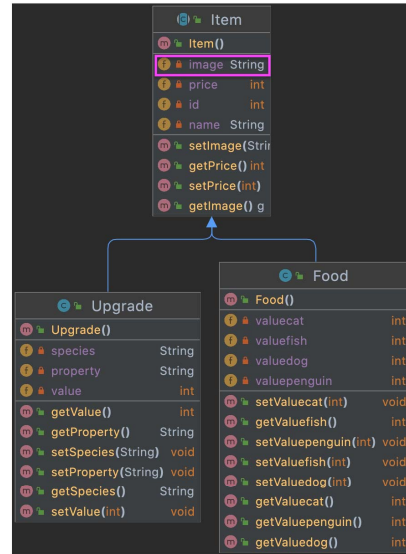 Item
Item()
image String
price int
id int
name String
setImage(Strin
getPrice() int
setPrice(int)
getImage() g
Upgrade
Upgrade()
species String
property String
value int
getValue() int
getProperty() String
setSpecies(String) void
setProperty(String) void
getSpecies() String
setValue(int) void
Food
Food()
valuecat int
valuefish int
valuedog int
valuepenguin int
setValuecat(int) void
getValuefish() int
setValuepenguin(int) void
setValuefish(int) void
setValuedog(int) void
getValuecat() int
getValuepenguin() int
getValuedog() int